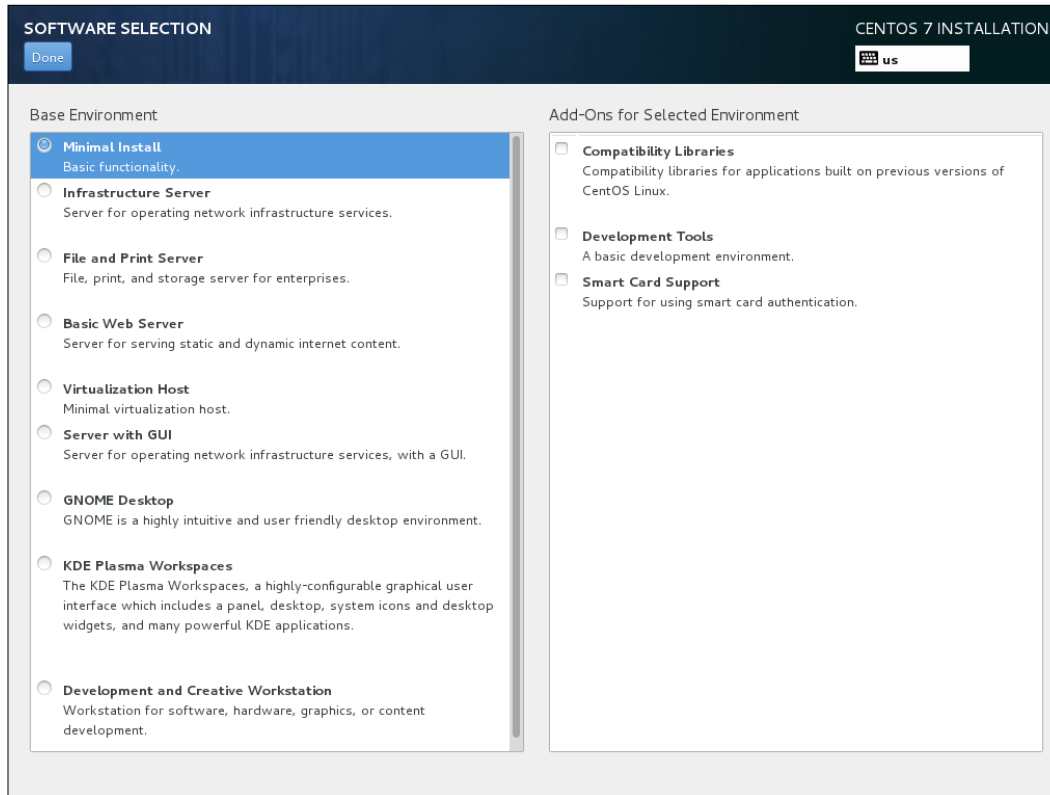 SOFTWARE SELECTION
CENTOS 7 INSTALLATION
Done
us
Base Environment
Minimal Install
Basic functionality.
Infrastructure Server
Server for operating network infrastructure services.
File and Print Server
File, print, and storage server for enterprises.
Basic Web Server
Server for serving static and dynamic internet content.
Virtualization Host
Minimal virtualization host.
Server with GUI
Server for operating network infrastructure services, with a GUI.
GNOME Desktop
GNOME is a highly intuitive and user friendly desktop environment.
KDE Plasma Workspaces
The KDE Plasma Workspaces, a highly-configurable graphical user
interface which includes a panel, desktop, system icons and desktop
widgets, and many powerful KDE applications.
Development and Creative Workstation
Workstation for software, hardware, graphics, or content
development.
Add-Ons for Selected Environment
Compatibility Libraries
Compatibility libraries for applications built on previous versions of
CentOS Linux.
Development Tools
A basic development environment.
Smart Card Support
Support for using smart card authentication.